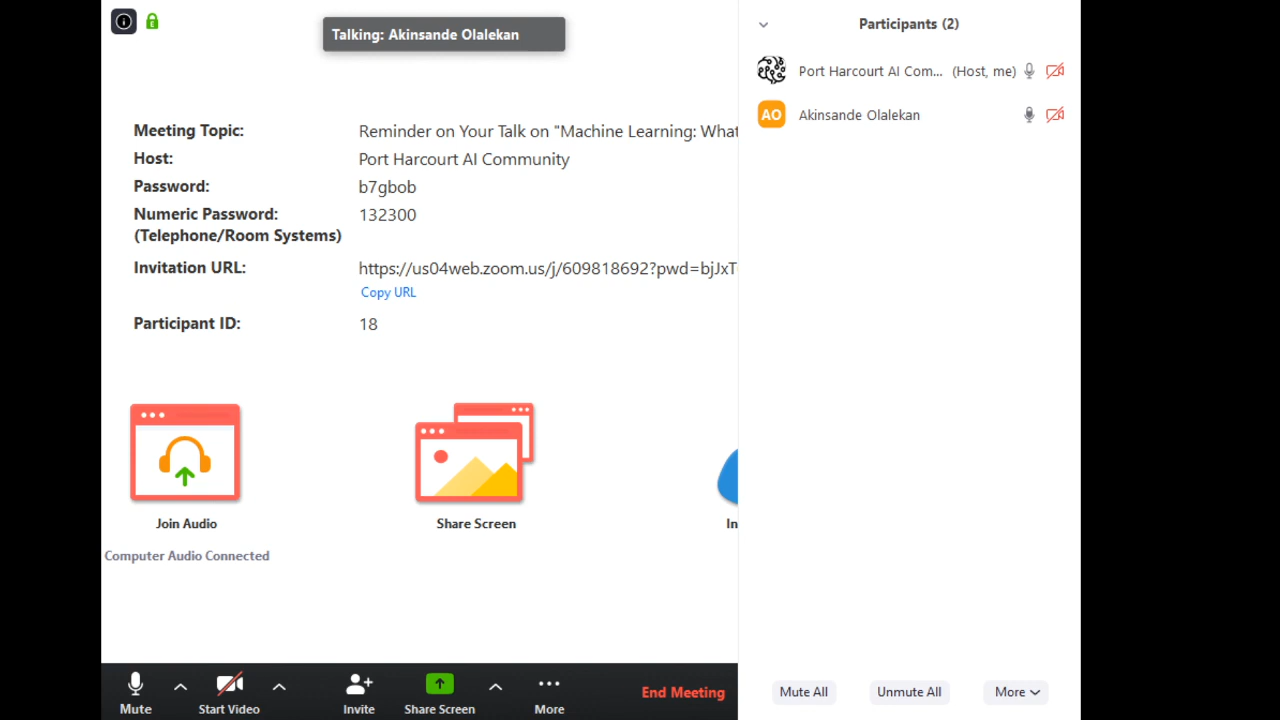 Talking: Akinsande Olalekan
Meeting Topic: Reminder on Your Talk on "Machine Learning: What
Host: Port Harcourt AI Community
Password: b7gbob
Numeric Password: 132300
(Telephone/Room Systems)
Invitation URL: https://us04web.zoom.us/j/609818692?pwd=bjJxT
Copy URL
Participant ID: 18
Join Audio
Share Screen
In
Computer Audio Connected
Mute
Start Video
Invite
Share Screen
More
End Meeting
Participants (2)
Port Harcourt AI Com... (Host, me)
AO Akinsande Olalekan
Mute All
Unmute All
More